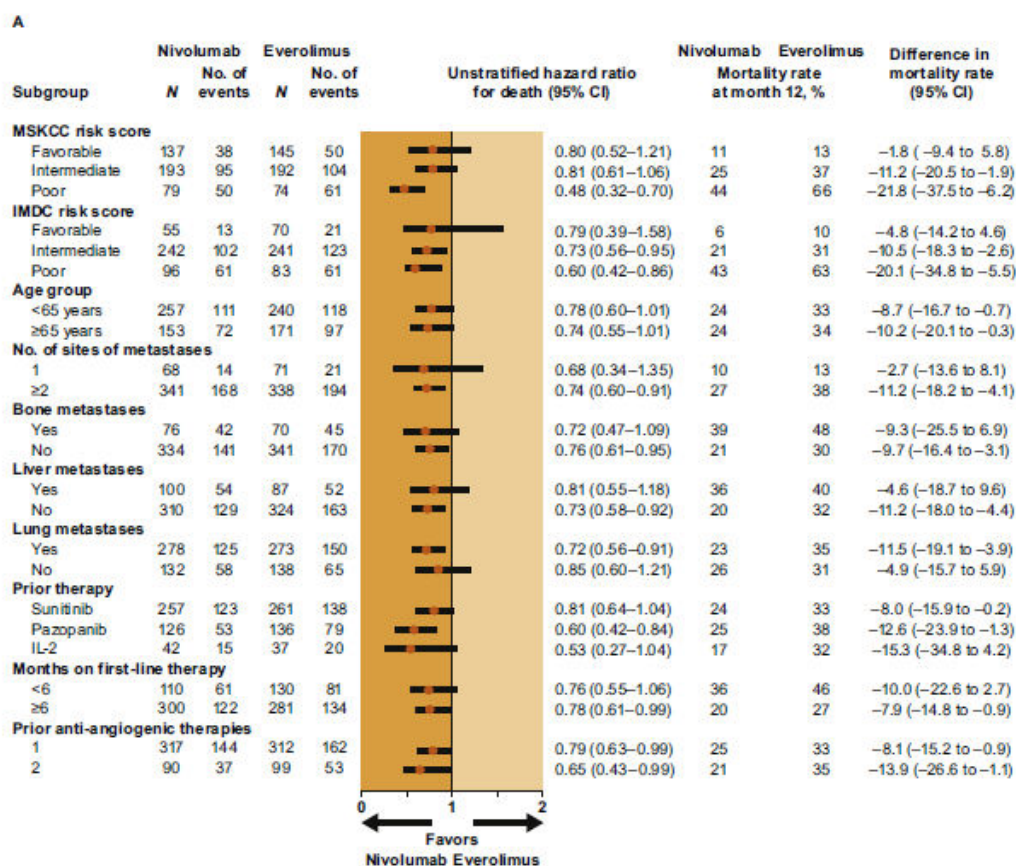 A
Nivolumab Everolimus Nivolumab Everolimus Difference in
No. of No. of Unstratified hazard ratio Mortality rate mortality rate
Subgroup N events N events for death (95% CI) at month 12, % (95% CI)
MSKCC risk score
Favorable 137 38 145 50 0.80 (0.52–1.21) 11 13 –1.8 ( –9.4 to 5.8)
Intermediate 193 95 192 104 0.81 (0.61–1.06) 25 37 –11.2 (–20.5 to –1.9)
Poor 79 50 74 61 0.48 (0.32–0.70) 44 66 –21.8 (–37.5 to –6.2)
IMDC risk score
Favorable 55 13 70 21 0.79 (0.39–1.58) 6 10 –4.8 (–14.2 to 4.6)
Intermediate 242 102 241 123 0.73 (0.56–0.95) 21 31 –10.5 (–18.3 to –2.6)
Poor 96 61 83 61 0.60 (0.42–0.86) 43 63 –20.1 (–34.8 to –5.5)
Age group
<65 years 257 111 240 118 0.78 (0.60–1.01) 24 33 –8.7 (–16.7 to –0.7)
≥65 years 153 72 171 97 0.74 (0.55–1.01) 24 34 –10.2 (–20.1 to –0.3)
No. of sites of metastases
1 68 14 71 21 0.68 (0.34–1.35) 10 13 –2.7 (–13.6 to 8.1)
≥2 341 168 338 194 0.74 (0.60–0.91) 27 38 –11.2 (–18.2 to –4.1)
Bone metastases
Yes 76 42 70 45 0.72 (0.47–1.09) 39 48 –9.3 (–25.5 to 6.9)
No 334 141 341 170 0.76 (0.61–0.95) 21 30 –9.7 (–16.4 to –3.1)
Liver metastases
Yes 100 54 87 52 0.81 (0.55–1.18) 36 40 –4.6 (–18.7 to 9.6)
No 310 129 324 163 0.73 (0.58–0.92) 20 32 –11.2 (–18.0 to –4.4)
Lung metastases
Yes 278 125 273 150 0.72 (0.56–0.91) 23 35 –11.5 (–19.1 to –3.9)
No 132 58 138 65 0.85 (0.60–1.21) 26 31 –4.9 (–15.7 to 5.9)
Prior therapy
Sunitinib 257 123 261 138 0.81 (0.64–1.04) 24 33 –8.0 (–15.9 to –0.2)
Pazopanib 126 53 136 79 0.60 (0.42–0.84) 25 38 –12.6 (–23.9 to –1.3)
IL-2 42 15 37 20 0.53 (0.27–1.04) 17 32 –15.3 (–34.8 to 4.2)
Months on first-line therapy
<6 110 61 130 81 0.76 (0.55–1.06) 36 46 –10.0 (–22.6 to 2.7)
≥6 300 122 281 134 0.78 (0.61–0.99) 20 27 –7.9 (–14.8 to –0.9)
Prior anti-angiogenic therapies
1 317 144 312 162 0.79 (0.63–0.99) 25 33 –8.1 (–15.2 to –0.9)
2 90 37 99 53 0.65 (0.43–0.99) 21 35 –13.9 (–26.6 to –1.1)
0 1 2
Favors
Nivolumab Everolimus